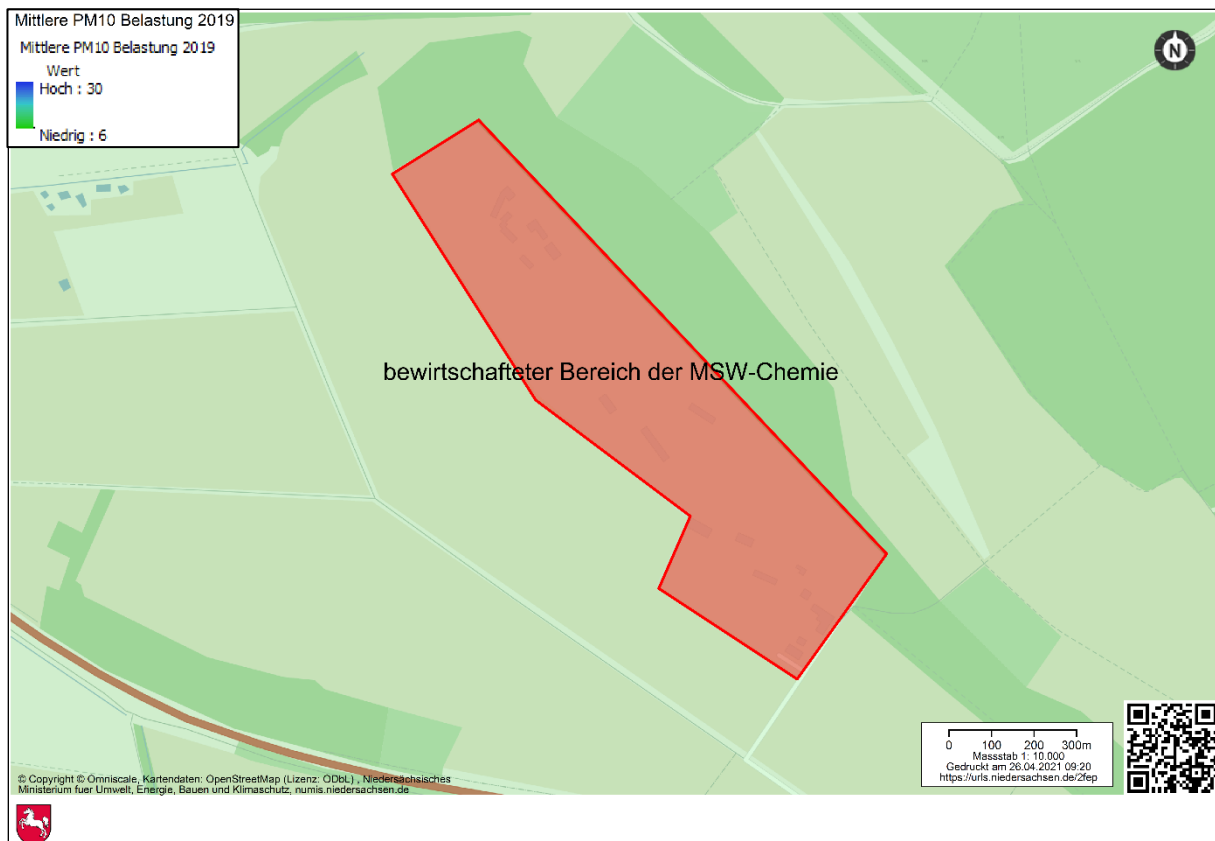 Mittlere PM10 Belastung 2019
Mittlere PM10 Belastung 2019
Wert
Hoch : 30
Niedrig : 6
N
bewirtschafteter Bereich der MSW-Chemie
0 100 200 300m
Massstab 1: 10.000
Gedruckt am 26.04.2021 09:20
https://urls.niedersachsen.de/2fep
© Copyright © Omniscale, Kartendaten: OpenStreetMap (Lizenz: ODbL) , Niedersächsisches
Ministerium fuer Umwelt, Energie, Bauen und Klimaschutz, numis.niedersachsen.de